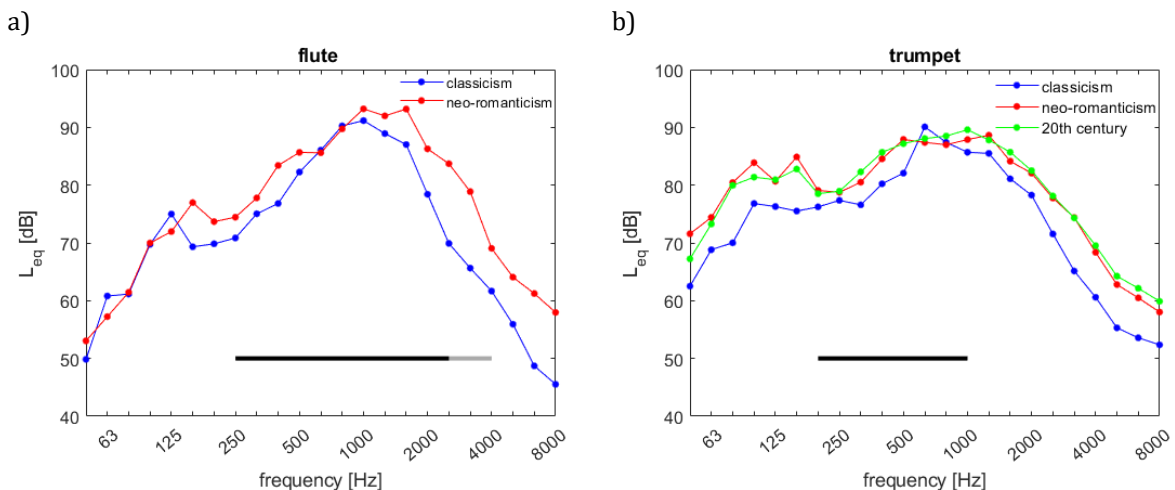 a)
flute
100
90
80
70
60
50
40
L_eq [dB]
classicism
neo-romanticism
63
125
250
500
1000
2000
4000
8000
frequency [Hz]
b)
trumpet
100
90
80
70
60
50
40
L_eq [dB]
classicism
neo-romanticism
20th century
63
125
250
500
1000
2000
4000
8000
frequency [Hz]